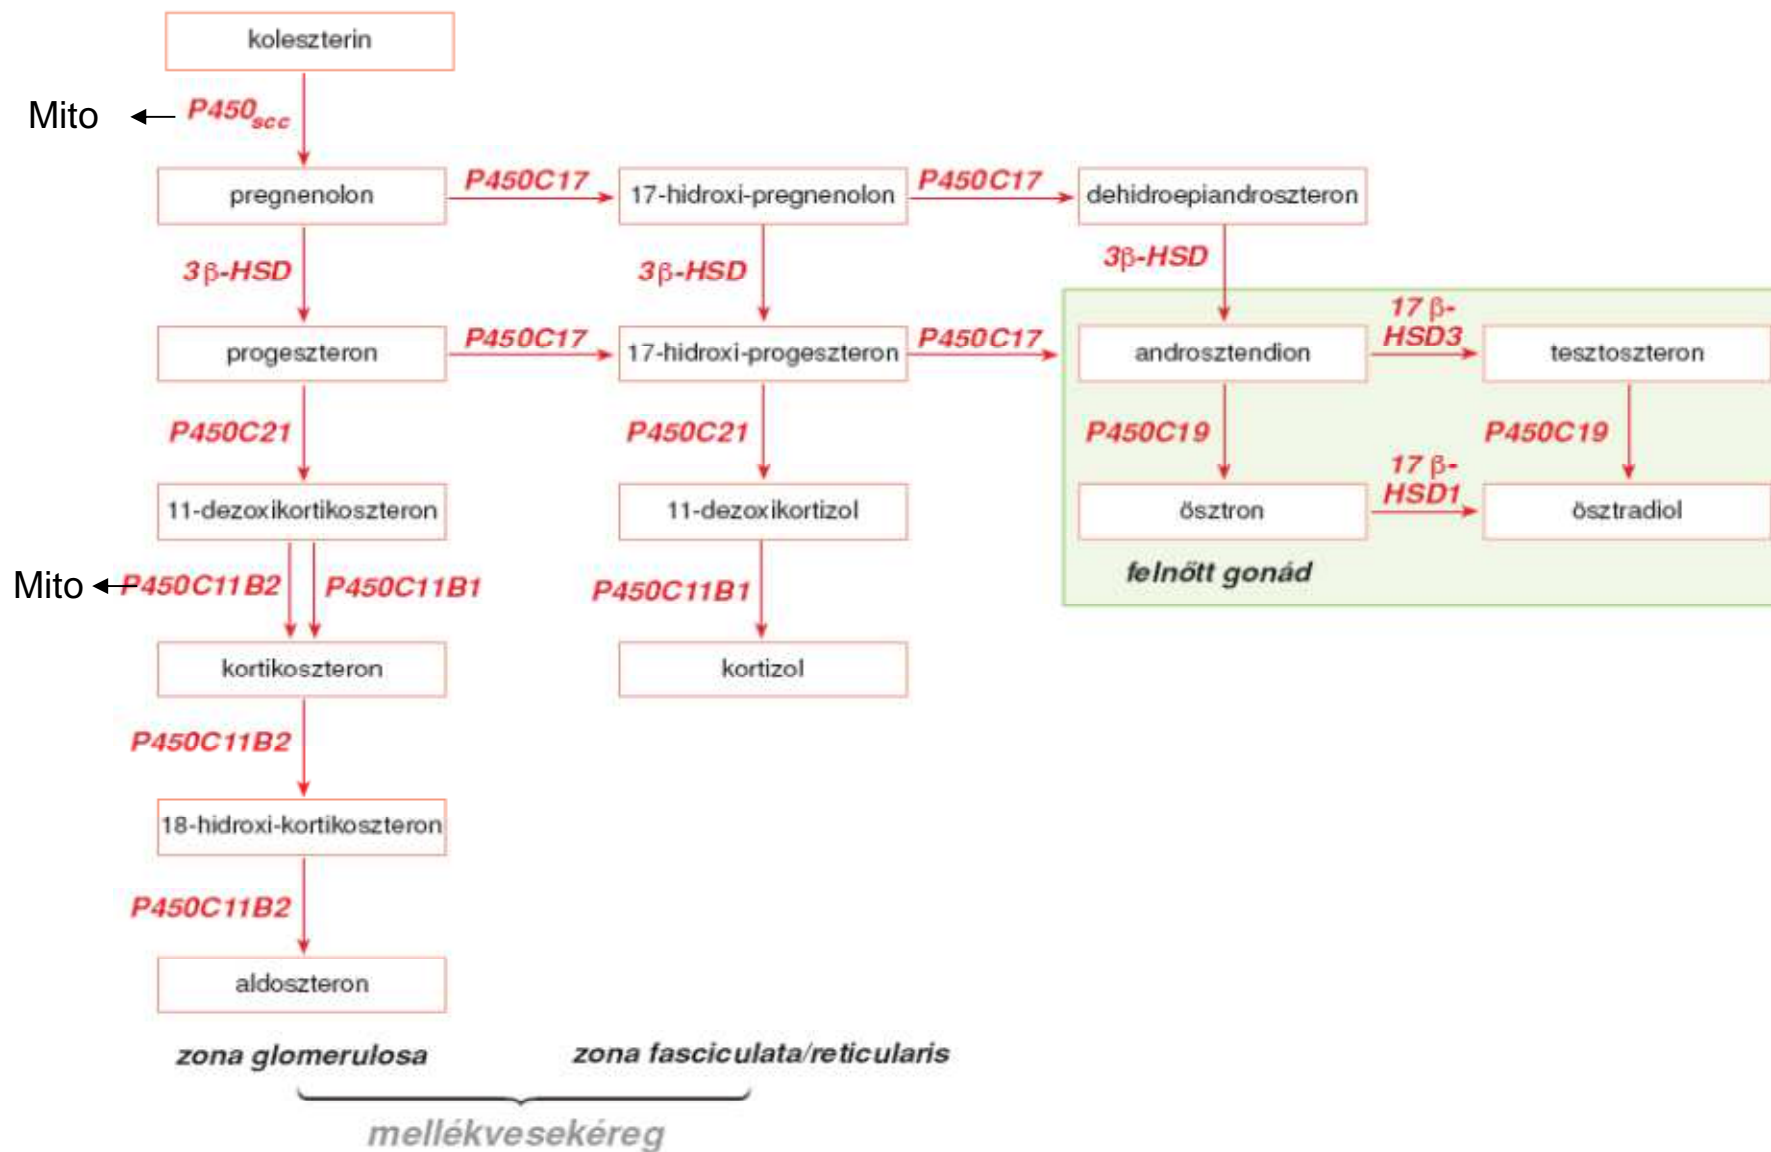 koleszterin
Mito
P450scc
pregnenolon
P450C17
17-hidroxi-pregnenolon
P450C17
dehidroepiandroszteron
3β-HSD
3β-HSD
3β-HSD
progeszteron
P450C17
17-hidroxi-progeszteron
P450C17
androsztendion
17 β-
HSD3
tesztoszteron
P450C21
P450C21
P450C19
P450C19
11-dezoxikortikoszteron
11-dezoxikortizol
ösztron
17 β-
HSD1
ösztradiol
felnőtt gonád
Mito
P450C11B2
P450C11B1
P450C11B1
kortikoszteron
kortizol
P450C11B2
18-hidroxi-kortikoszteron
P450C11B2
aldoszteron
zona glomerulosa
zona fasciculata/reticularis
mellékvesekéreg